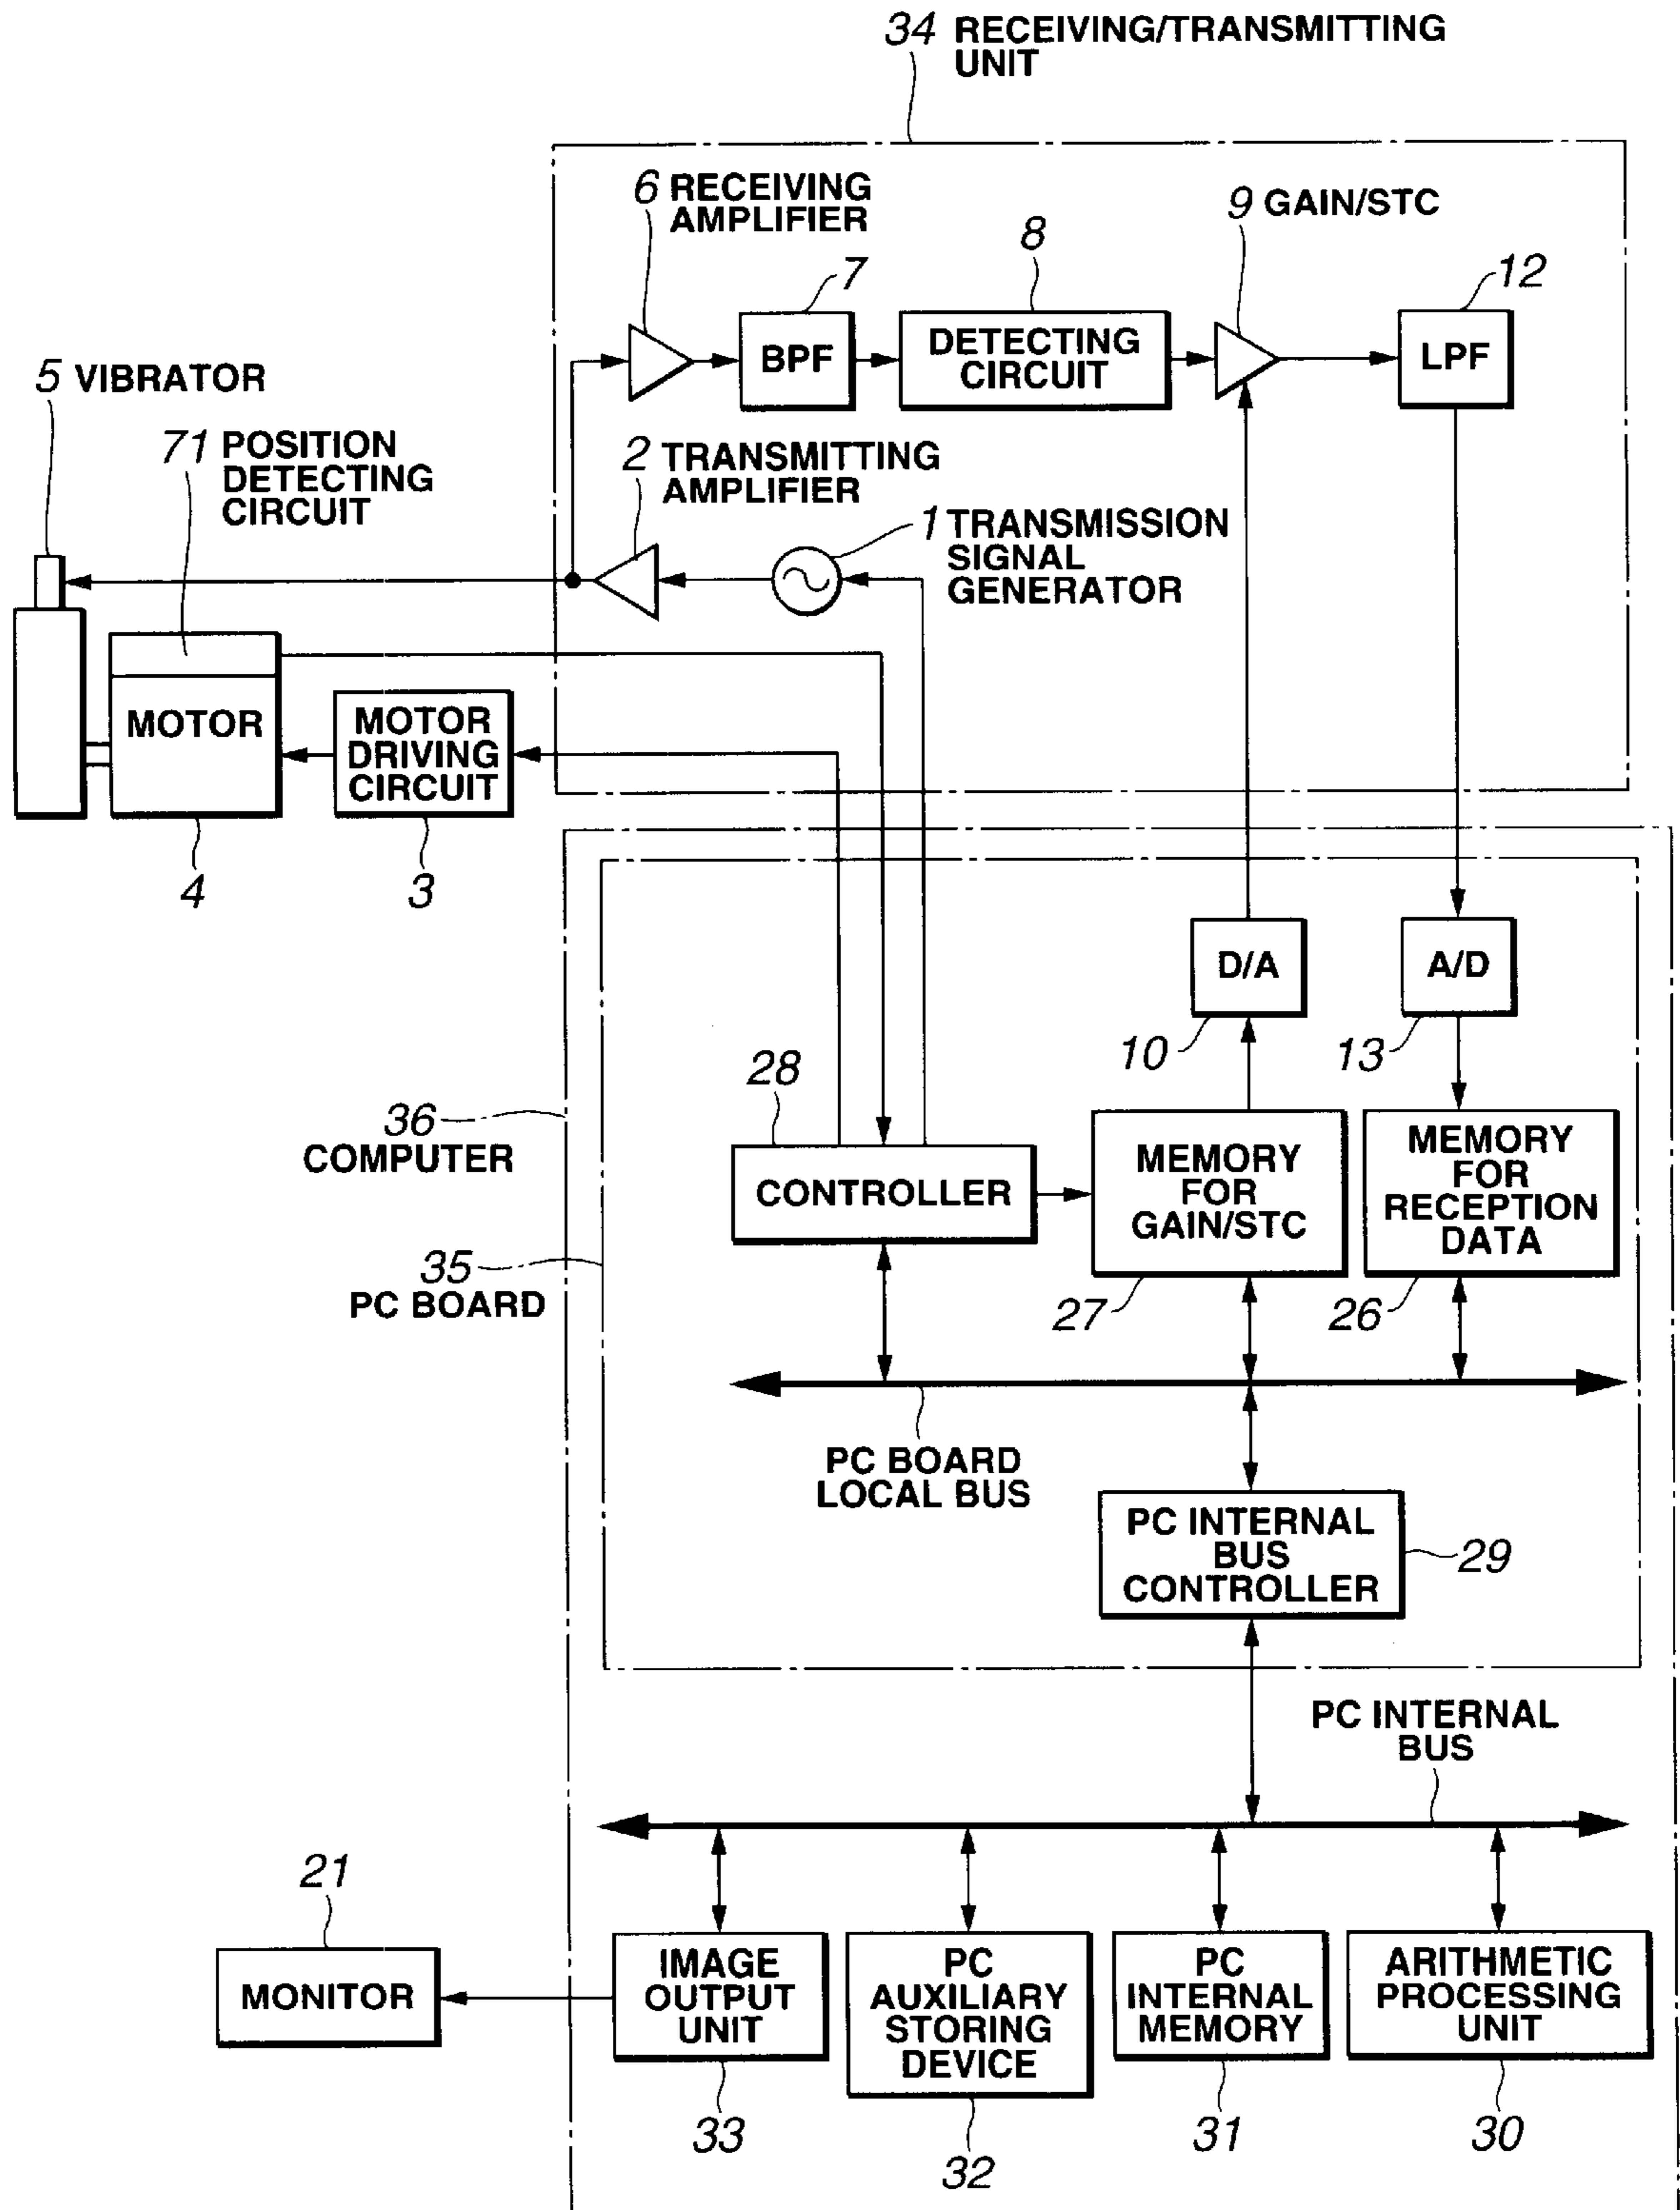 34 RECEIVING/TRANSMITTING
UNIT
6 RECEIVING
AMPLIFIER
9 GAIN/STC
8
7
12
BPF
DETECTING
CIRCUIT
LPF
5 VIBRATOR
71 POSITION
DETECTING
CIRCUIT
2 TRANSMITTING
AMPLIFIER
1 TRANSMISSION
SIGNAL
GENERATOR
MOTOR
MOTOR
DRIVING
CIRCUIT
4
3
D/A
A/D
10
13
28
36
COMPUTER
CONTROLLER
MEMORY
FOR
GAIN/STC
MEMORY
FOR
RECEPTION
DATA
35
PC BOARD
27
26
PC BOARD
LOCAL BUS
PC INTERNAL
BUS
CONTROLLER
29
PC INTERNAL
BUS
21
MONITOR
IMAGE
OUTPUT
UNIT
PC
AUXILIARY
STORING
DEVICE
PC
INTERNAL
MEMORY
ARITHMETIC
PROCESSING
UNIT
33
32
31
30